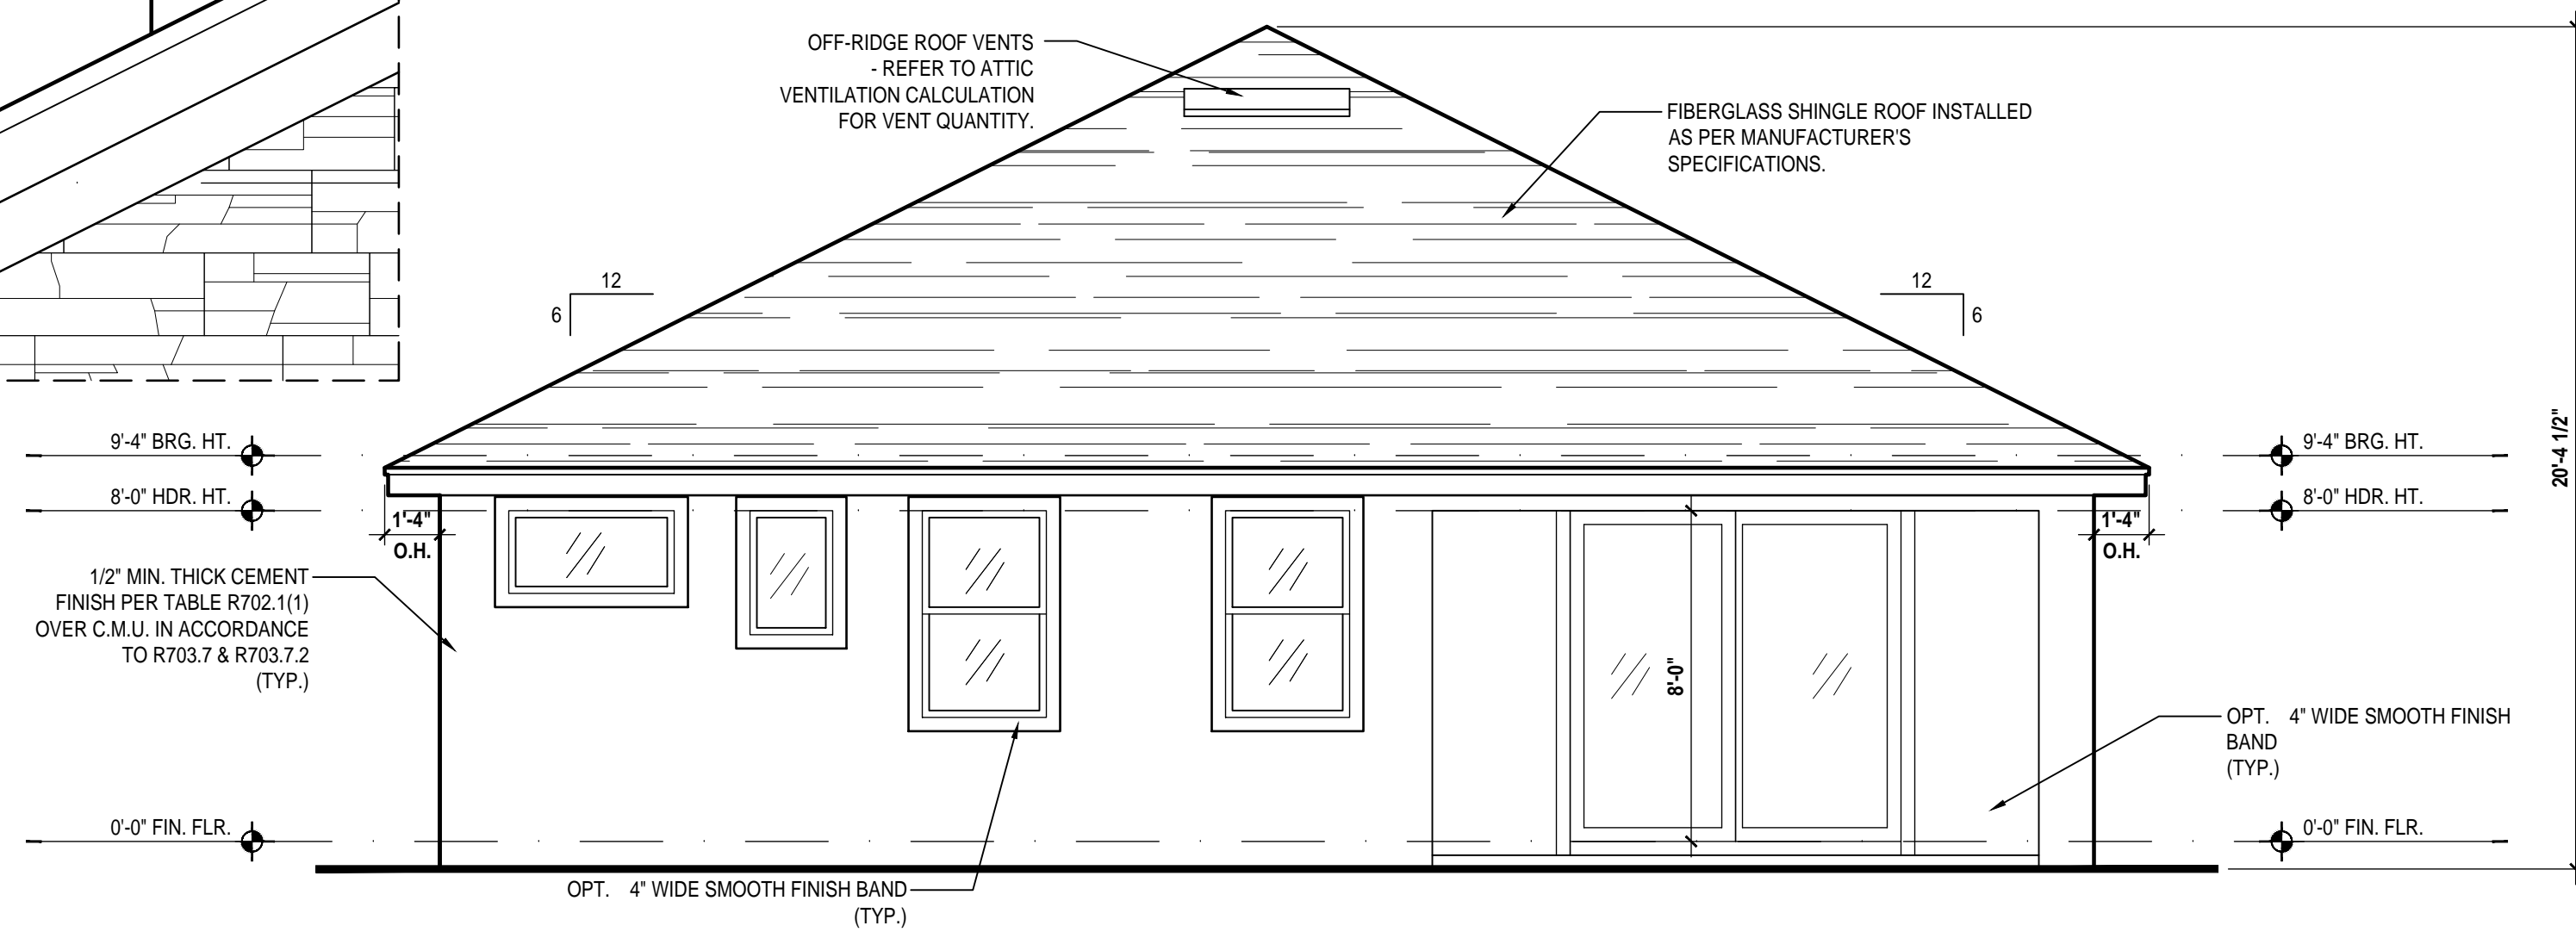 OFF-RIDGE ROOF VENTS
- REFER TO ATTIC
VENTILATION CALCULATION
FOR VENT QUANTITY.
FIBERGLASS SHINGLE ROOF INSTALLED
AS PER MANUFACTURER'S
SPECIFICATIONS.
12
6
12
6
9'-4" BRG. HT.
9'-4" BRG. HT.
20'-4 1/2"
8'-0" HDR. HT.
8'-0" HDR. HT.
1'-4"
O.H.
1'-4"
O.H.
1/2" MIN. THICK CEMENT
FINISH PER TABLE R702.1(1)
OVER C.M.U. IN ACCORDANCE
TO R703.7 & R703.7.2
(TYP.)
8'-0"
OPT. 4" WIDE SMOOTH FINISH
BAND
(TYP.)
0'-0" FIN. FLR.
0'-0" FIN. FLR.
OPT. 4" WIDE SMOOTH FINISH BAND
(TYP.)